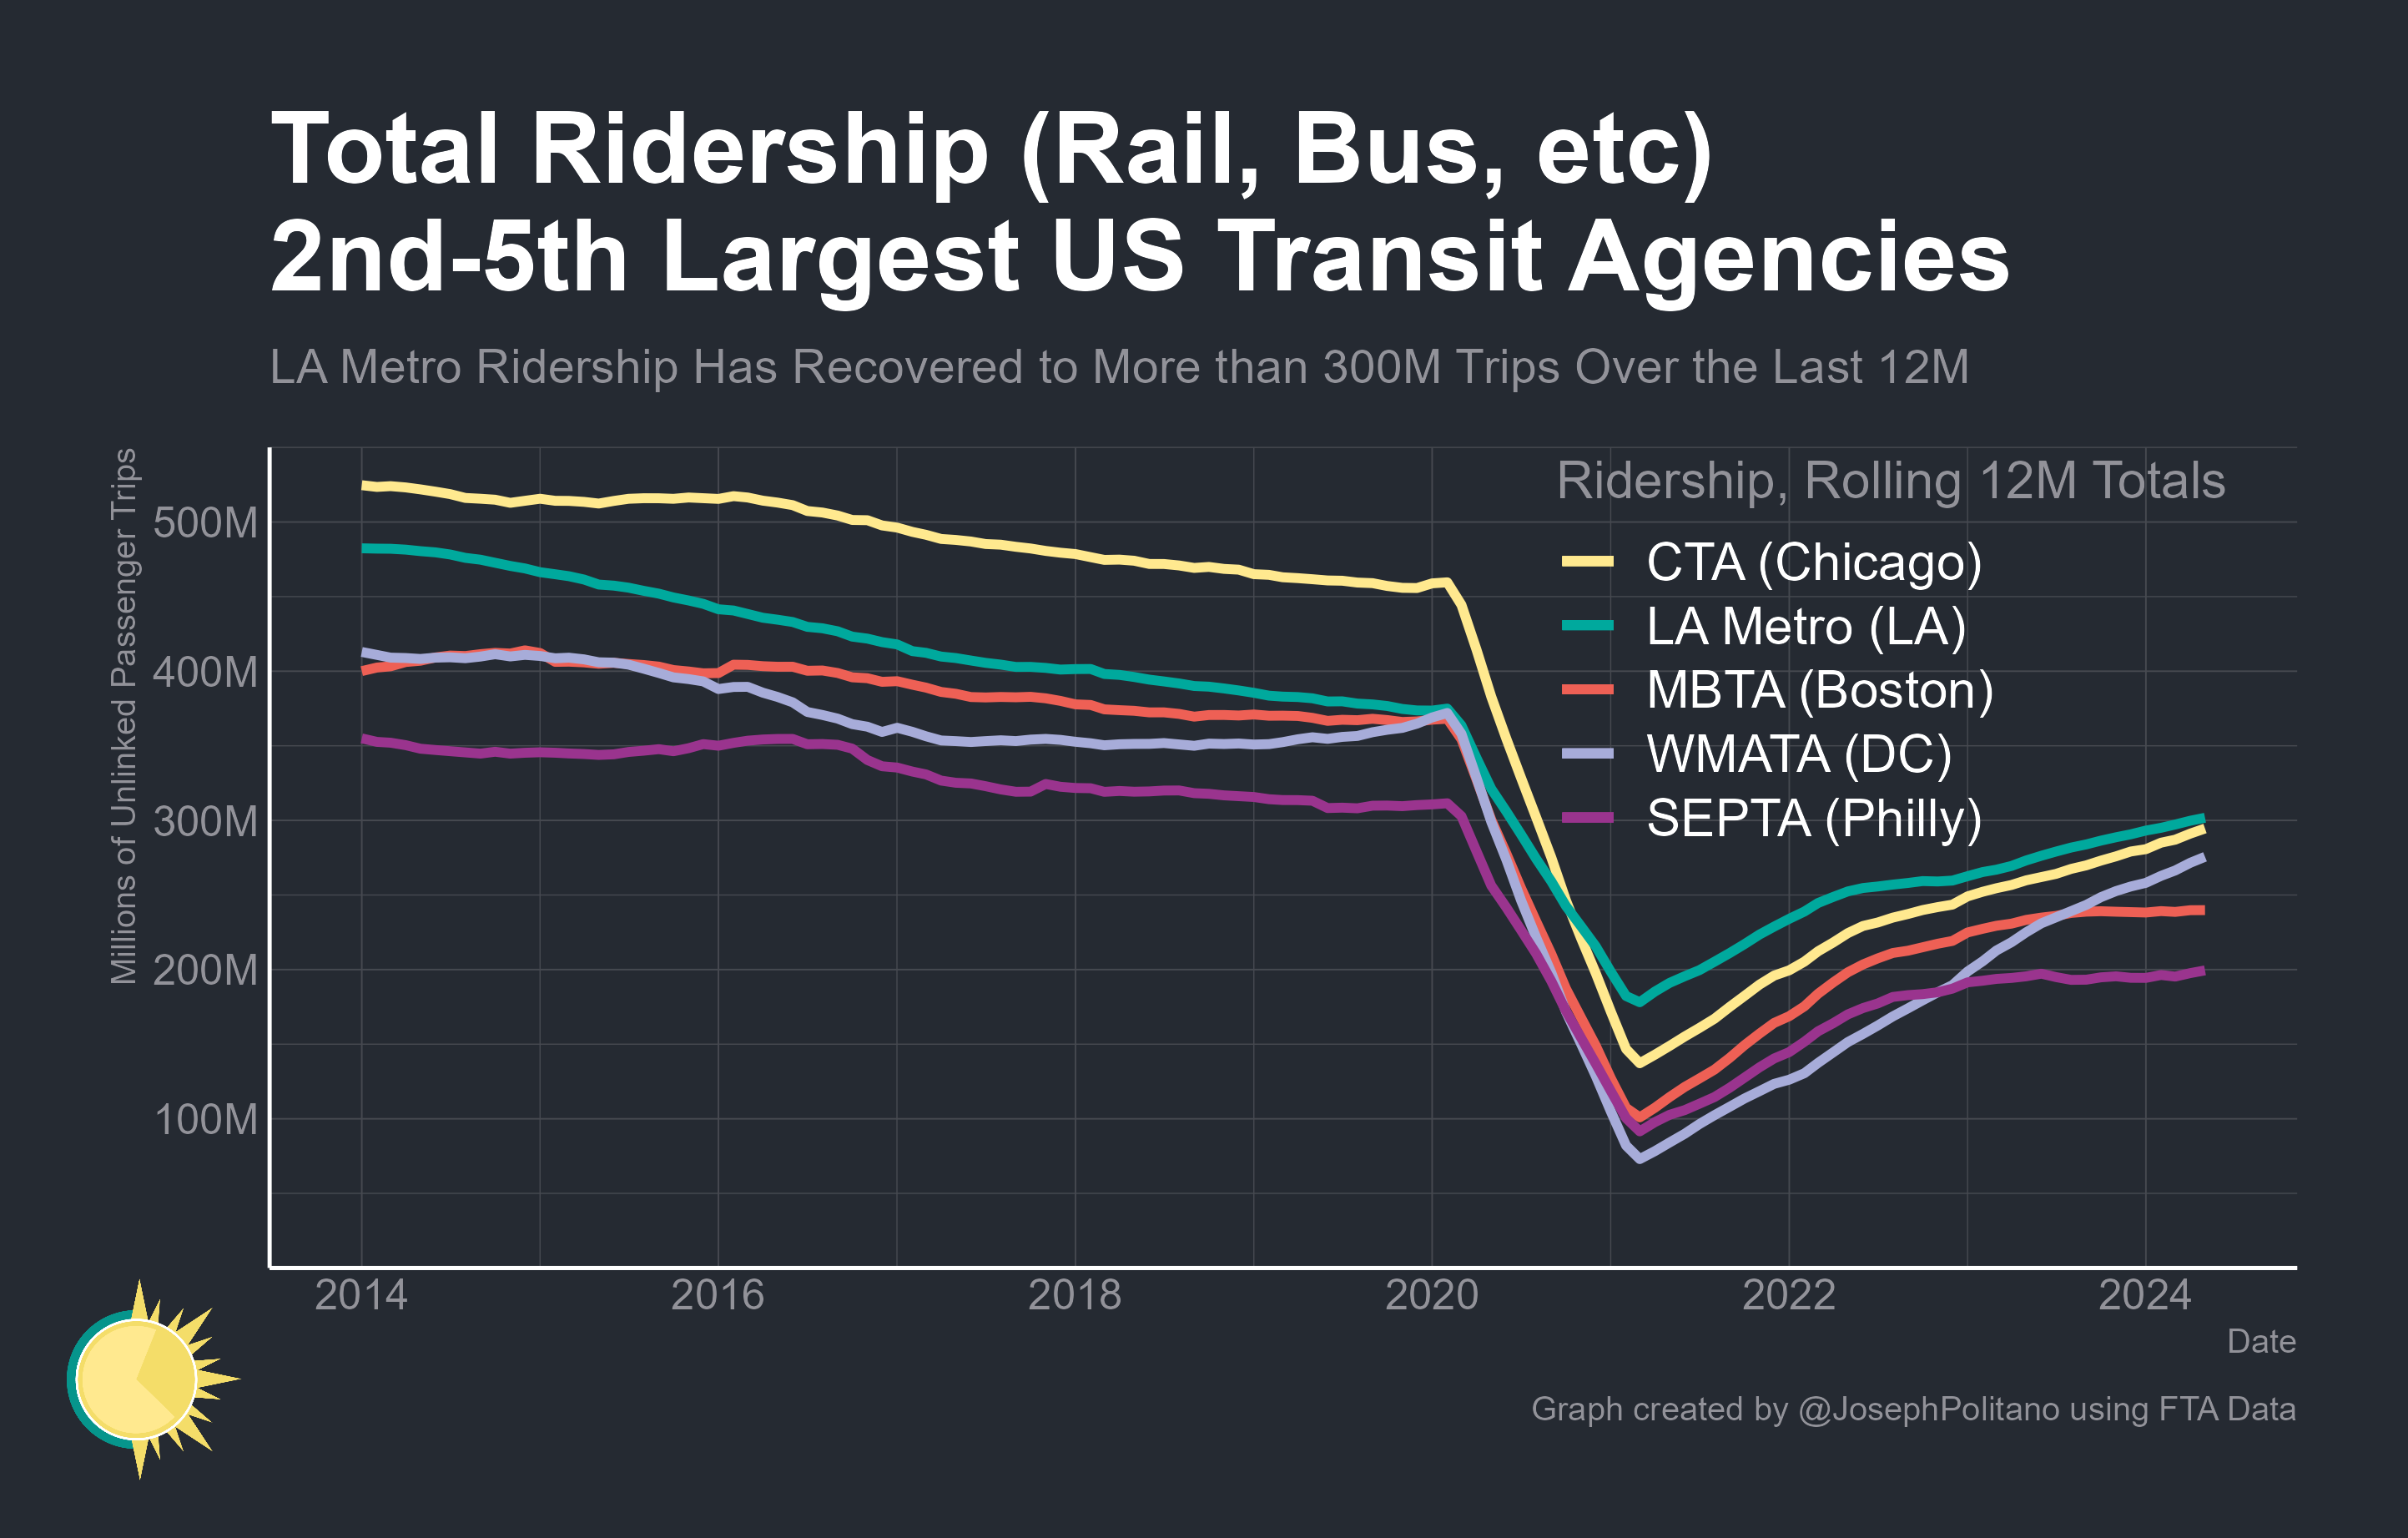 Total Ridership (Rail, Bus, etc)
2nd-5th Largest US Transit Agencies
LA Metro Ridership Has Recovered to More than 300M Trips Over the Last 12M
Millions of Unlinked Passenger Trips
500M
400M
300M
200M
100M
Ridership, Rolling 12M Totals
CTA (Chicago)
LA Metro (LA)
MBTA (Boston)
WMATA (DC)
SEPTA (Philly)
2014 2016 2018 2020 2022 2024
Date
Graph created by @JosephPolitano using FTA Data